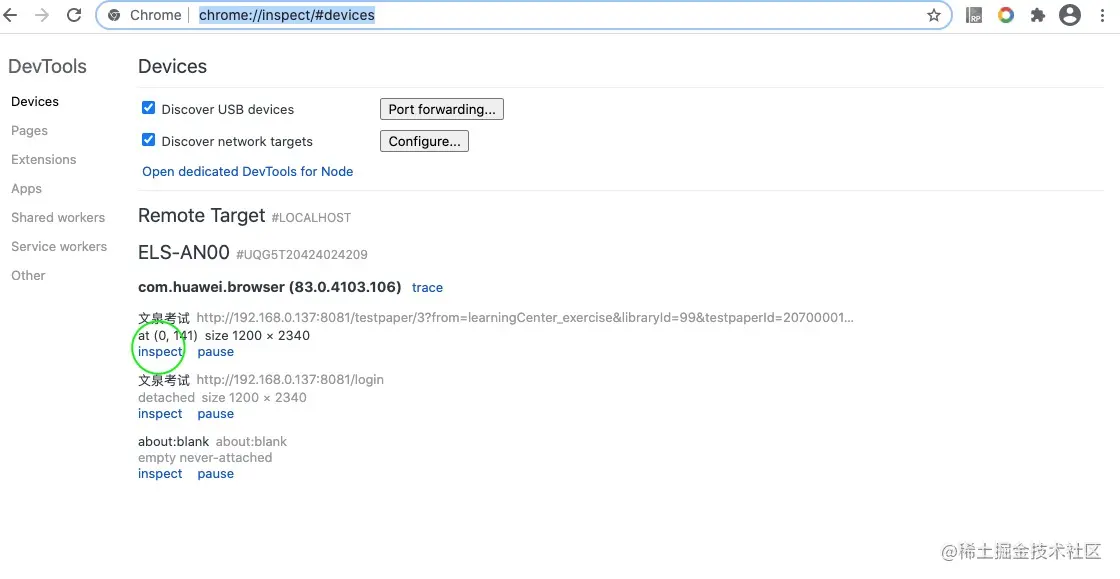 Chrome chrome://inspect/#devices
RP
DevTools
Devices
Pages
Extensions
Apps
Shared workers
Service workers
Other
Devices
Discover USB devices Port forwarding...
Discover network targets Configure...
Open dedicated DevTools for Node
Remote Target #LOCALHOST
ELS-AN00 #UQG5T20424024209
com.huawei.browser (83.0.4103.106) trace
文泉考试 http://192.168.0.137:8081/testpaper/3?from=learningCenter_exercise&libraryId=99&testpaperId=20700001...
at (0, 141) size 1200 × 2340
inspect pause
文泉考试 http://192.168.0.137:8081/login
detached size 1200 × 2340
inspect pause
about:blank about:blank
empty never-attached
inspect pause
@稀土掘金技术社区